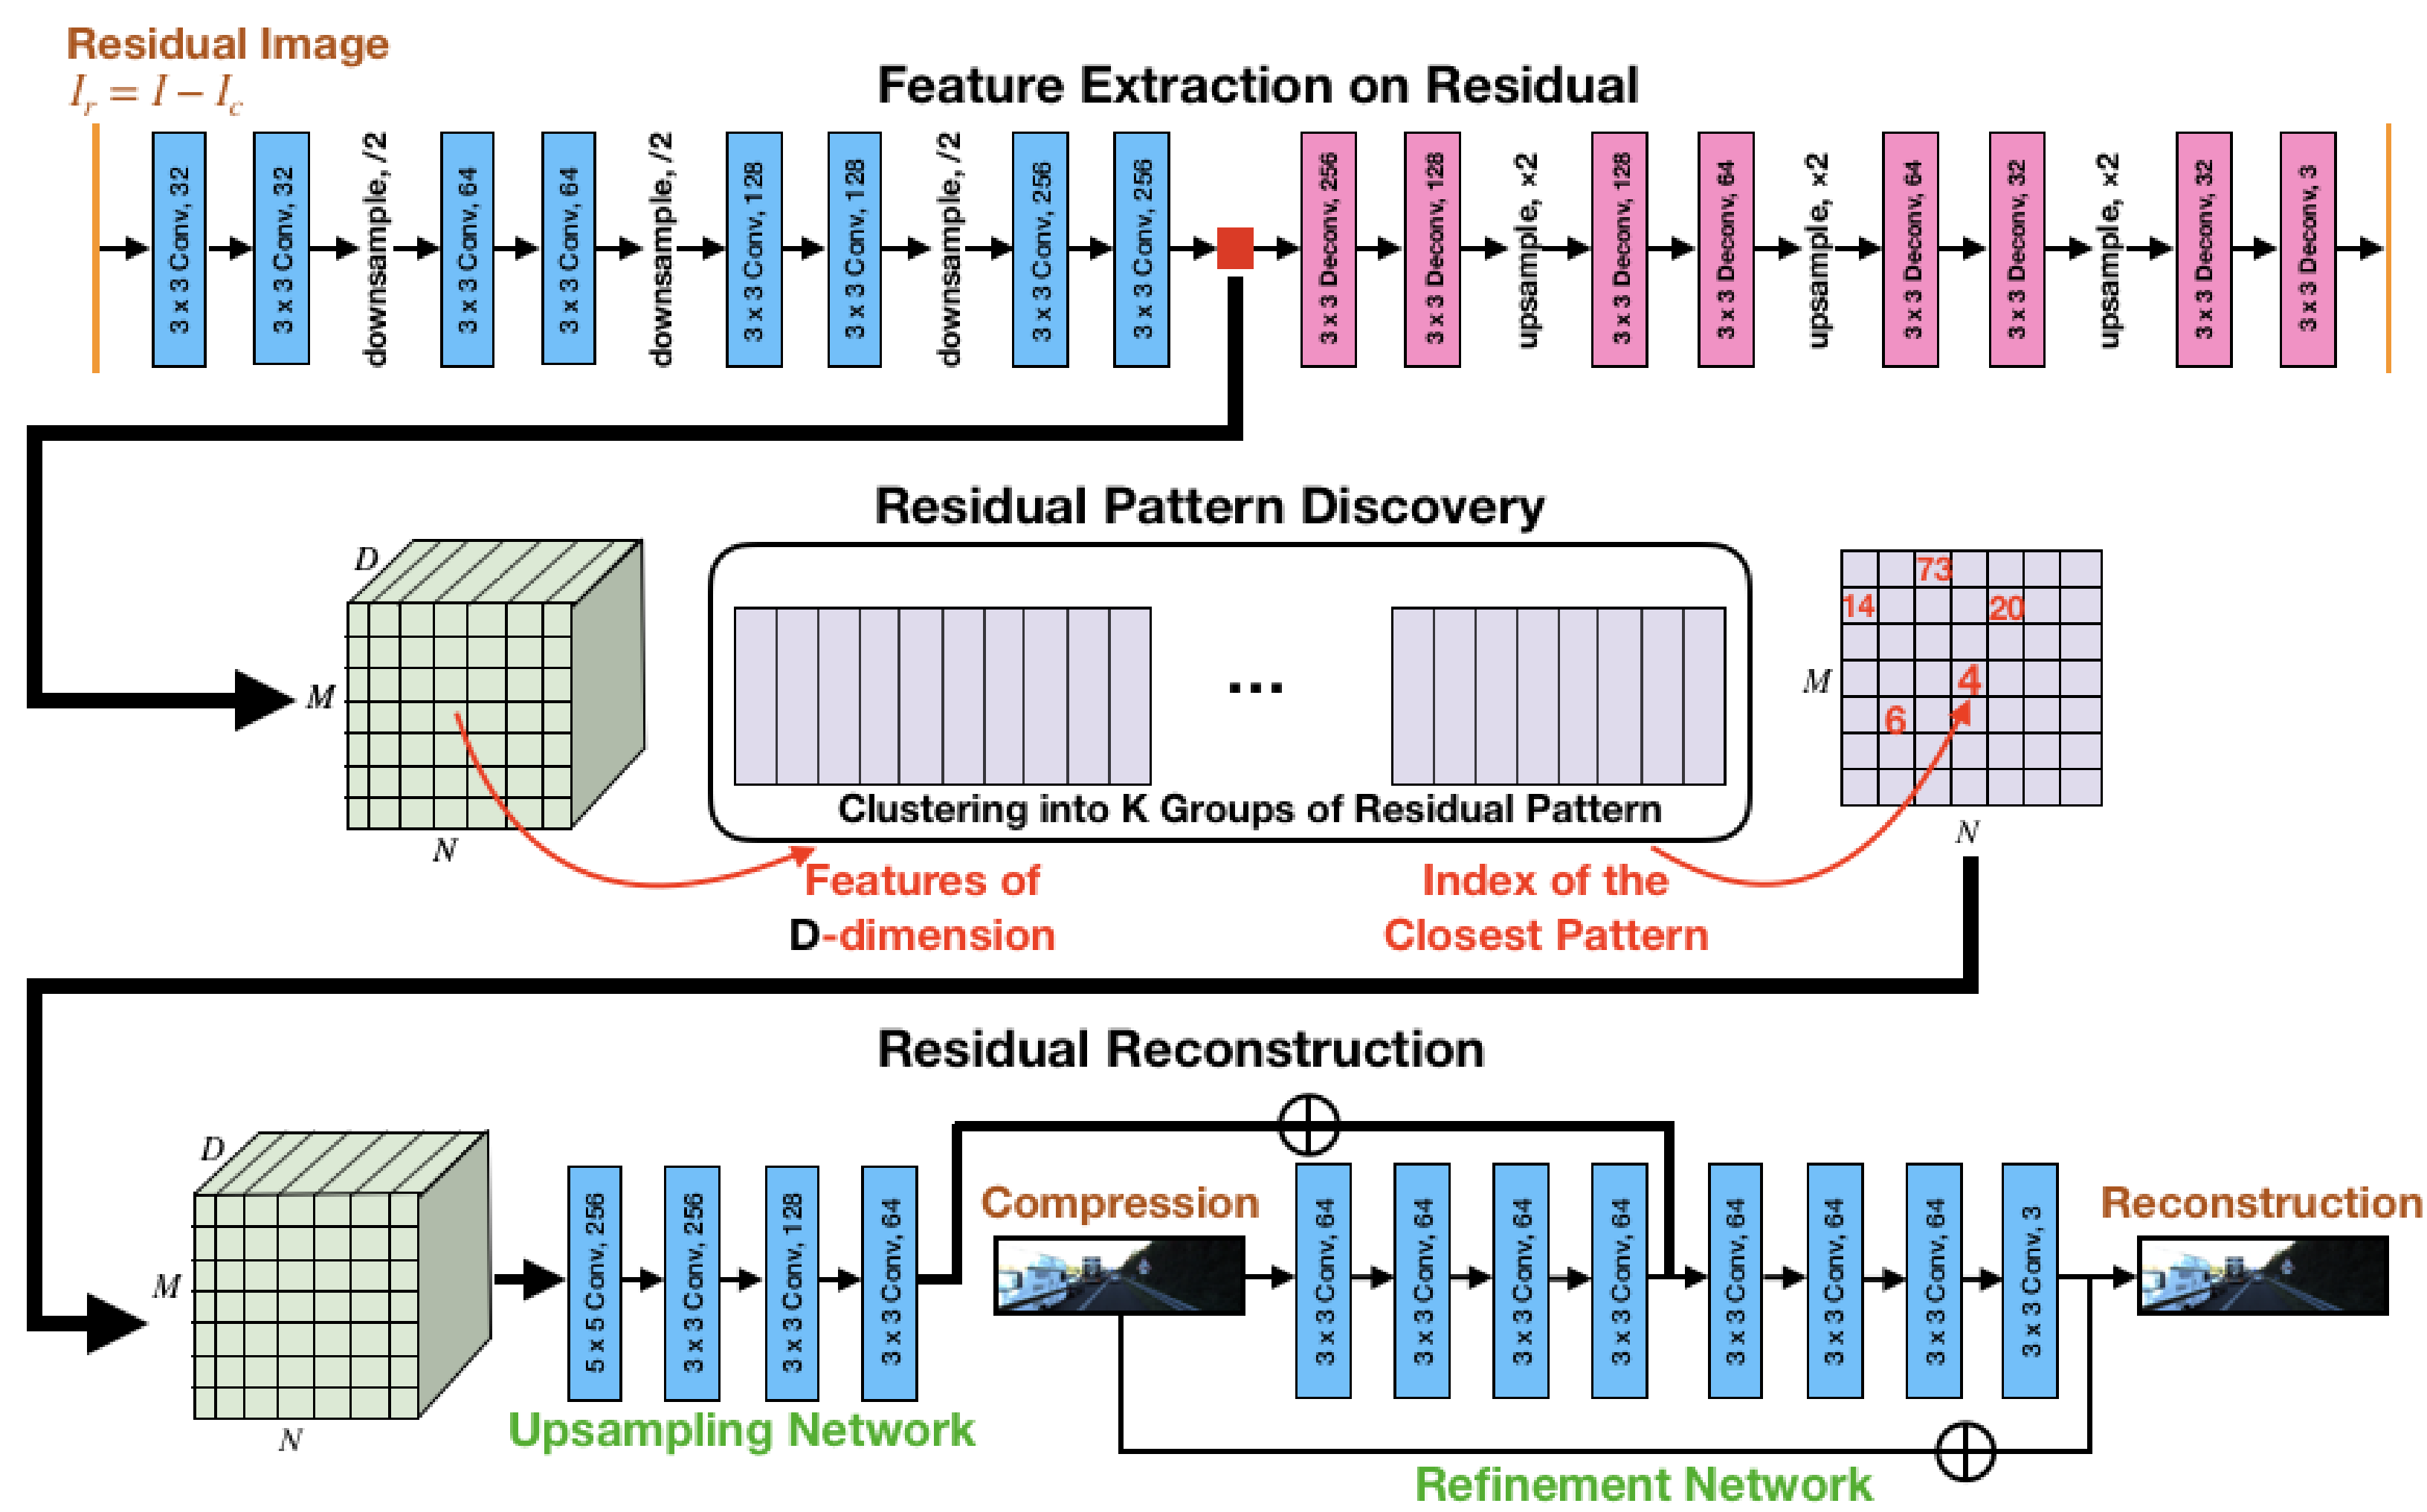 Residual Image
I_r = I − I_c
Feature Extraction on Residual
3 x 3 Conv, 32
3 x 3 Conv, 32
downsample, /2
3 x 3 Conv, 64
3 x 3 Conv, 64
downsample, /2
3 x 3 Conv, 128
3 x 3 Conv, 128
downsample, /2
3 x 3 Conv, 256
3 x 3 Conv, 256
3 x 3 Deconv, 256
3 x 3 Deconv, 128
upsample, ×2
3 x 3 Deconv, 128
3 x 3 Deconv, 64
upsample, ×2
3 x 3 Deconv, 64
3 x 3 Deconv, 32
upsample, ×2
3 x 3 Deconv, 32
3 x 3 Deconv, 3
Residual Pattern Discovery
D
M
N
...
Clustering into K Groups of Residual Pattern
Features of
D-dimension
Index of the
Closest Pattern
73
14
20
M
4
6
N
Residual Reconstruction
D
M
N
5 x 5 Conv, 256
3 x 3 Conv, 256
3 x 3 Conv, 128
3 x 3 Conv, 64
Upsampling Network
Compression
3 x 3 Conv, 64
3 x 3 Conv, 64
3 x 3 Conv, 64
3 x 3 Conv, 64
3 x 3 Conv, 64
3 x 3 Conv, 64
3 x 3 Conv, 64
3 x 3 Conv, 3
Reconstruction
Refinement Network